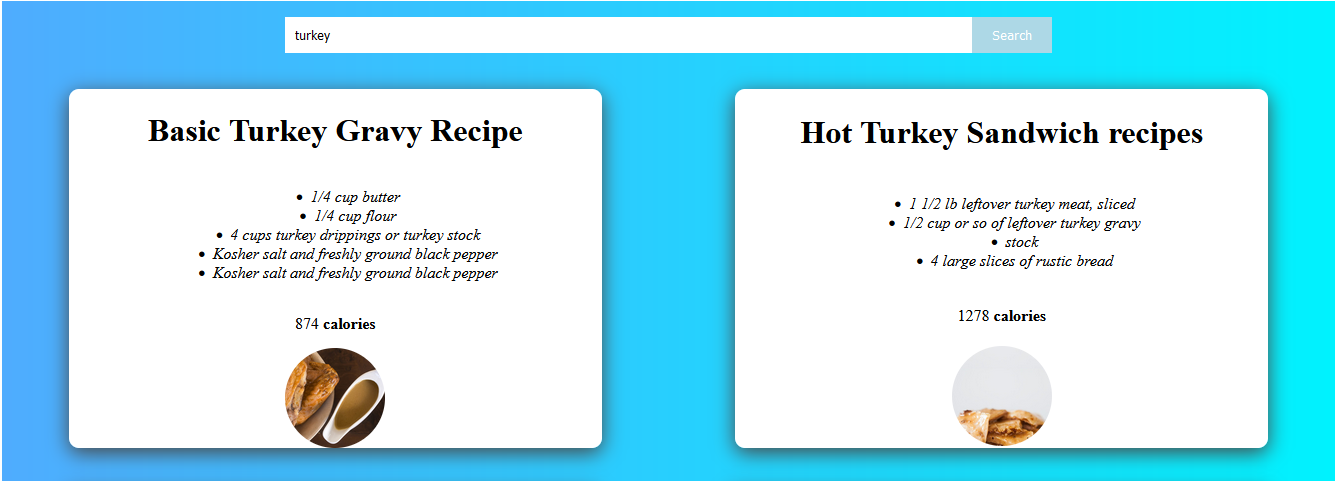 turkey
Search
Basic Turkey Gravy Recipe
1/4 cup butter
1/4 cup flour
4 cups turkey drippings or turkey stock
Kosher salt and freshly ground black pepper
Kosher salt and freshly ground black pepper
874 calories
Hot Turkey Sandwich recipes
1 1/2 lb leftover turkey meat, sliced
1/2 cup or so of leftover turkey gravy
stock
4 large slices of rustic bread
1278 calories